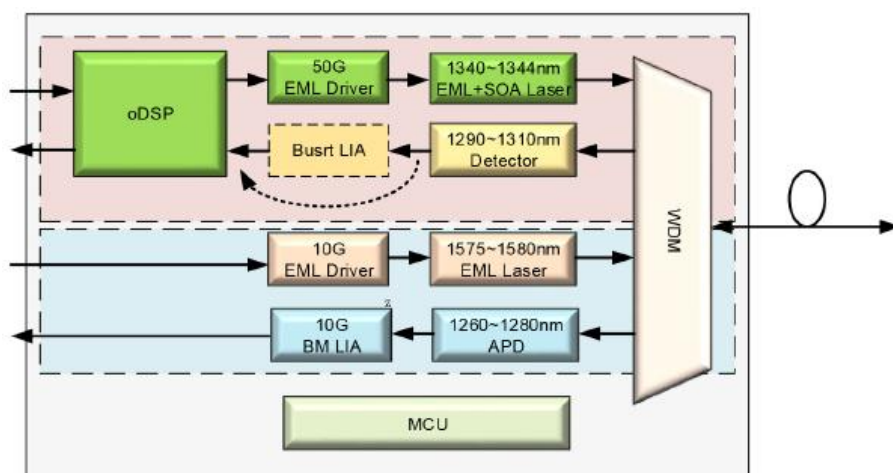 50G
EML Driver
1340~1344nm
EML+SOA Laser
oDSP
Busrt LIA
1290~1310nm
Detector
WDM
10G
EML Driver
1575~1580nm
EML Laser
z
10G
BM LIA
1260~1280nm
APD
MCU